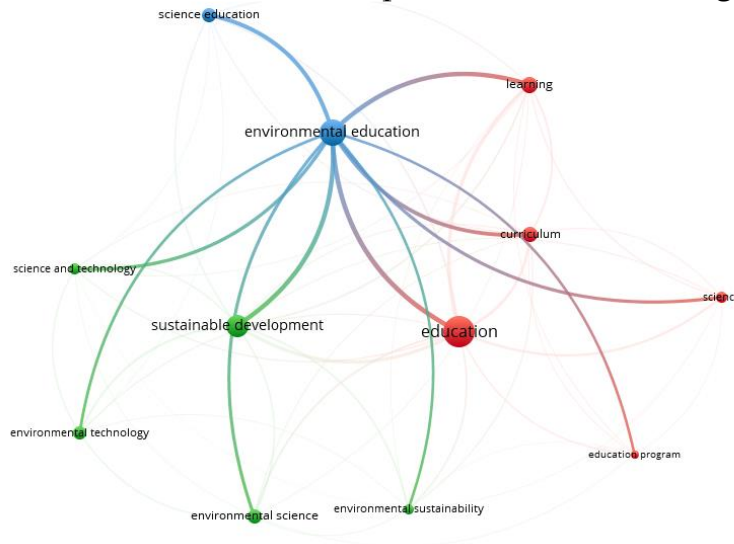 science education
learning
environmental education
curriculum
science and technology
scienc
sustainable development
education
environmental technology
education program
environmental science
environmental sustainability